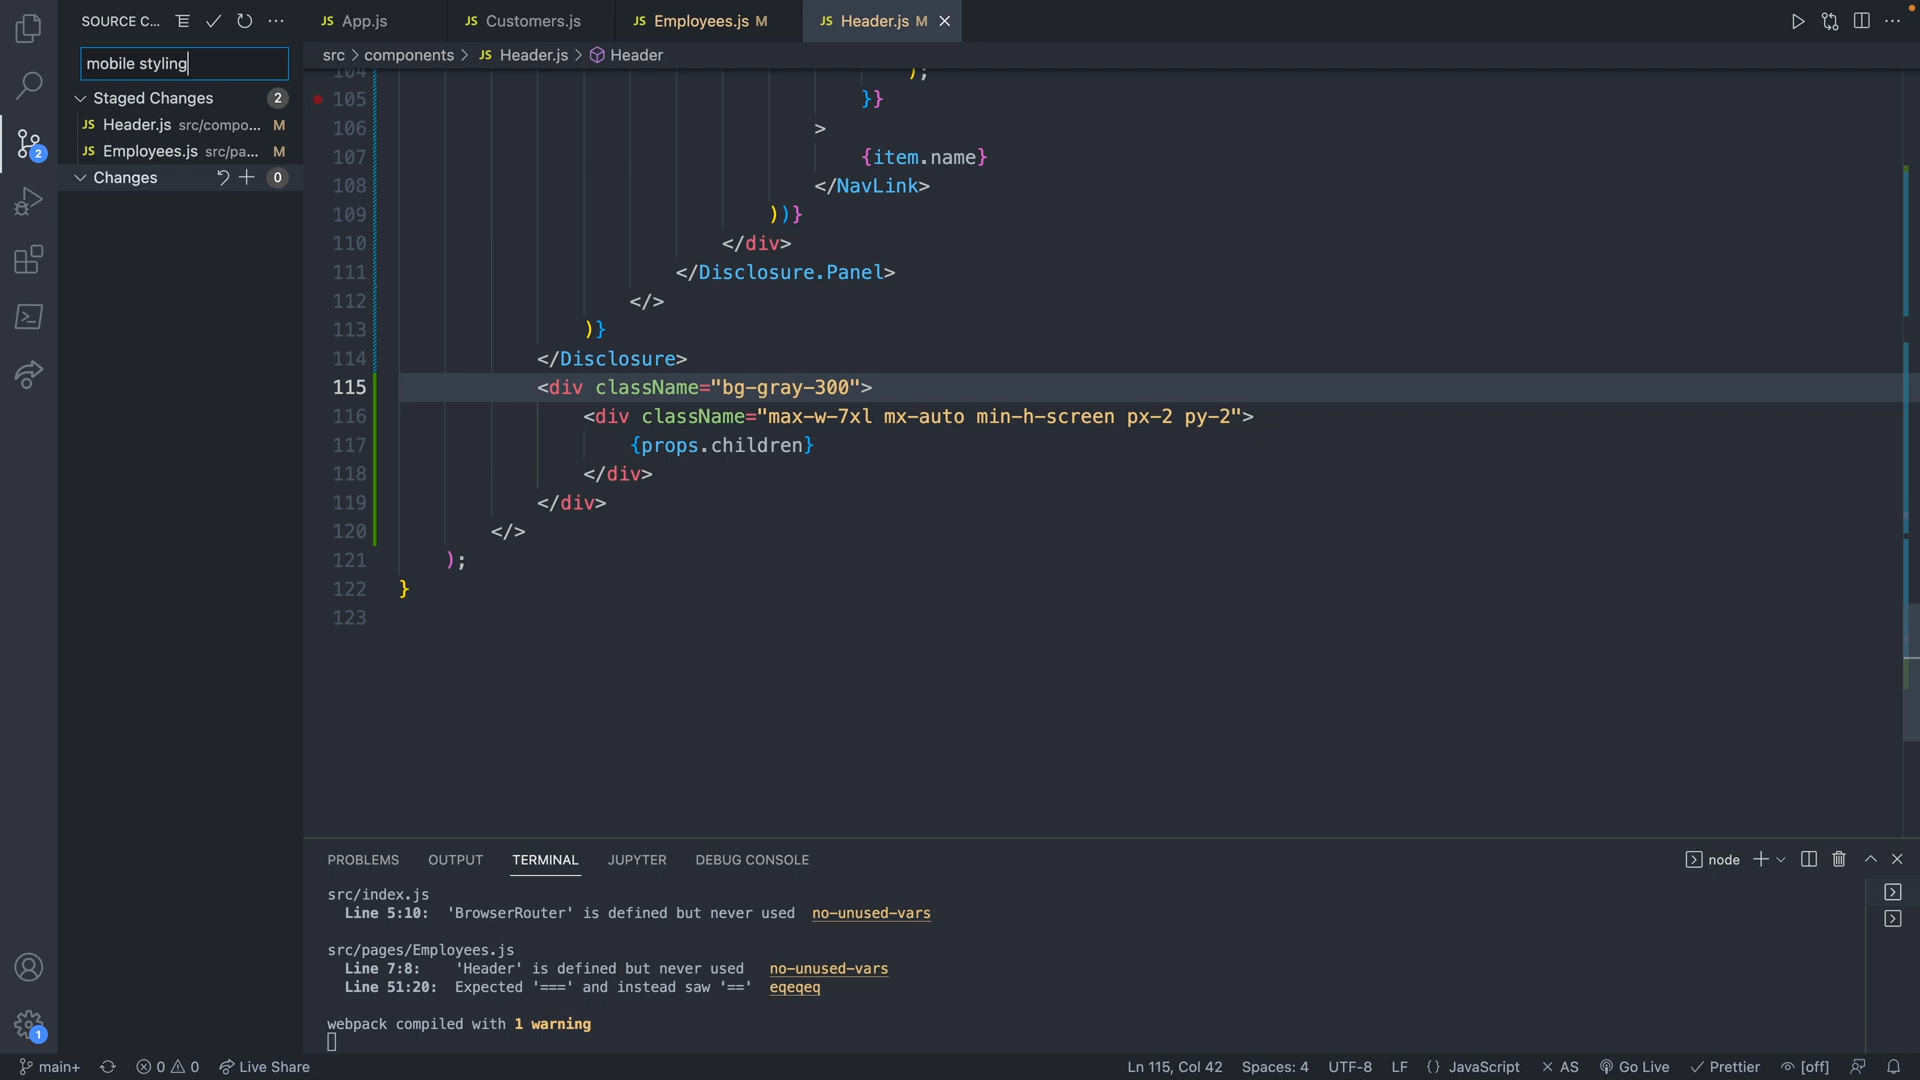 SOURCE C...
JS App.js
JS Customers.js
JS Employees.js M
JS Header.js M
mobile styling
src > components > JS Header.js > Header
Staged Changes 2
JS Header.js src/compo... M
JS Employees.js src/pa... M
Changes 0
2
104 );
105 }}
106 >
107 {item.name}
108 </NavLink>
109 ))}
110 </div>
111 </Disclosure.Panel>
112 </>
113 )}
114 </Disclosure>
115 <div className="bg-gray-300">
116 <div className="max-w-7xl mx-auto min-h-screen px-2 py-2">
117 {props.children}
118 </div>
119 </div>
120 </>
121 );
122 }
123
PROBLEMS OUTPUT TERMINAL JUPYTER DEBUG CONSOLE
node
src/index.js
Line 5:10: 'BrowserRouter' is defined but never used no-unused-vars
src/pages/Employees.js
Line 7:8: 'Header' is defined but never used no-unused-vars
Line 51:20: Expected '===' and instead saw '==' eqeqeq
webpack compiled with 1 warning
1
main+ 0 0 Live Share
Ln 115, Col 42 Spaces: 4 UTF-8 LF {} JavaScript × AS Go Live ✓ Prettier [off]